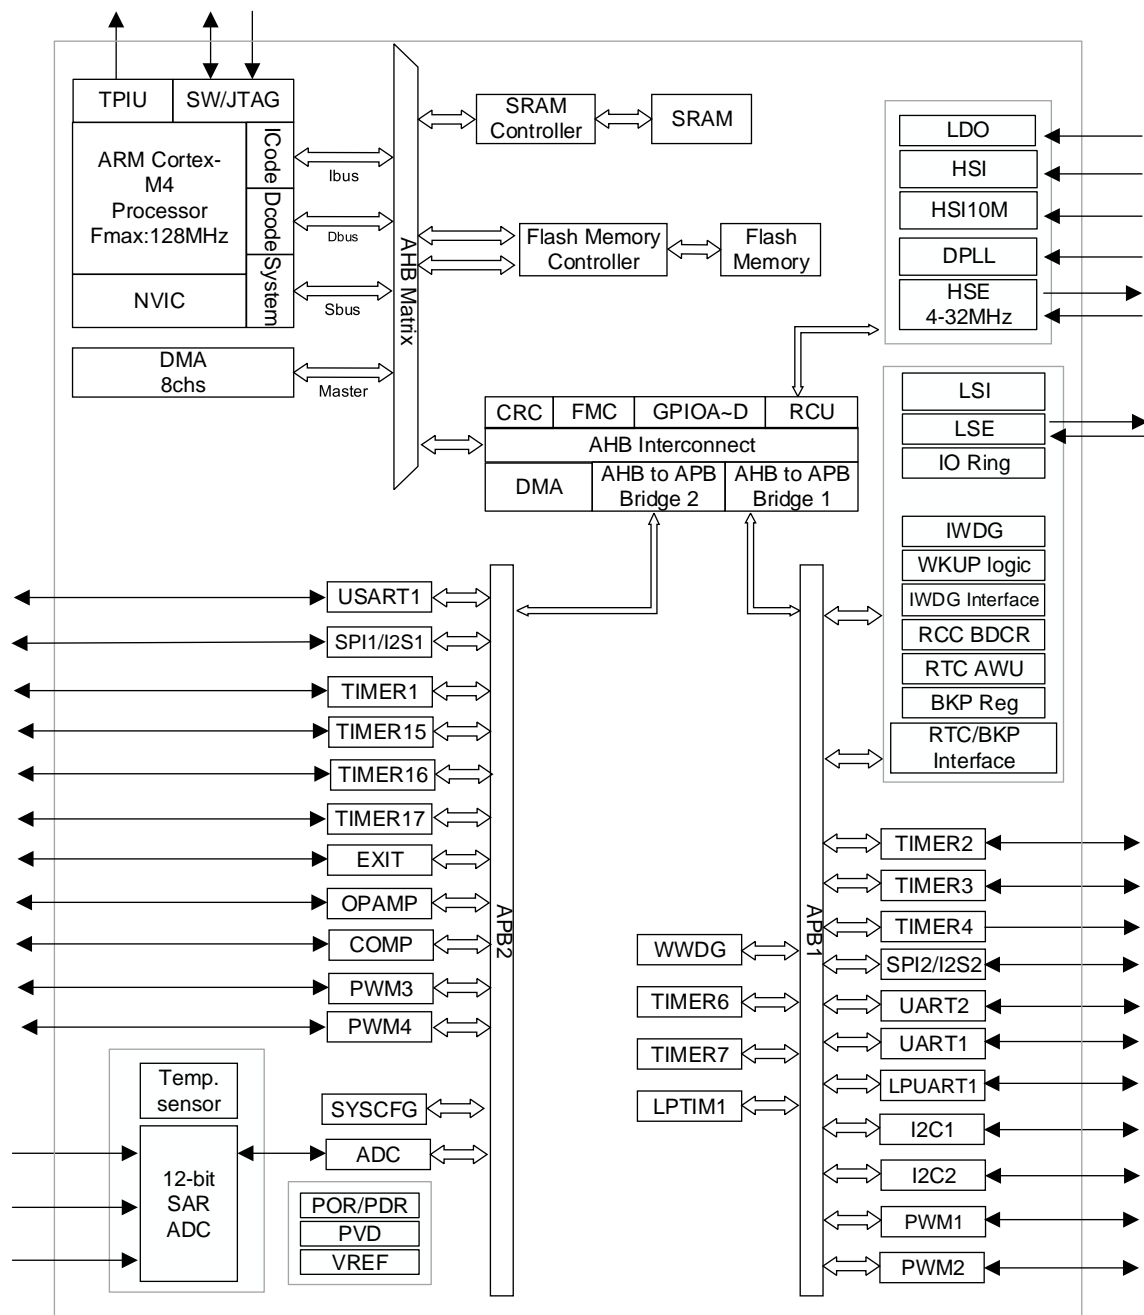 TPIU
SW/JTAG
ARM Cortex-
M4
Processor
Fmax:128MHz
ICode
Dcode
System
NVIC
DMA
8chs
Ibus
Dbus
Sbus
Master
AHB Matrix
SRAM
Controller
SRAM
Flash Memory
Controller
Flash
Memory
LDO
HSI
HSI10M
DPLL
HSE
4-32MHz
CRC
FMC
GPIOA~D
RCU
AHB Interconnect
DMA
AHB to APB
Bridge 2
AHB to APB
Bridge 1
LSI
LSE
IO Ring
IWDG
WKUP logic
IWDG Interface
RCC BDCR
RTC AWU
BKP Reg
RTC/BKP
Interface
USART1
SPI1/I2S1
TIMER1
TIMER15
TIMER16
TIMER17
EXIT
OPAMP
COMP
PWM3
PWM4
SYSCFG
ADC
APB2
Temp.
sensor
12-bit
SAR
ADC
POR/PDR
PVD
VREF
WWDG
TIMER6
TIMER7
LPTIM1
APB1
TIMER2
TIMER3
TIMER4
SPI2/I2S2
UART2
UART1
LPUART1
I2C1
I2C2
PWM1
PWM2